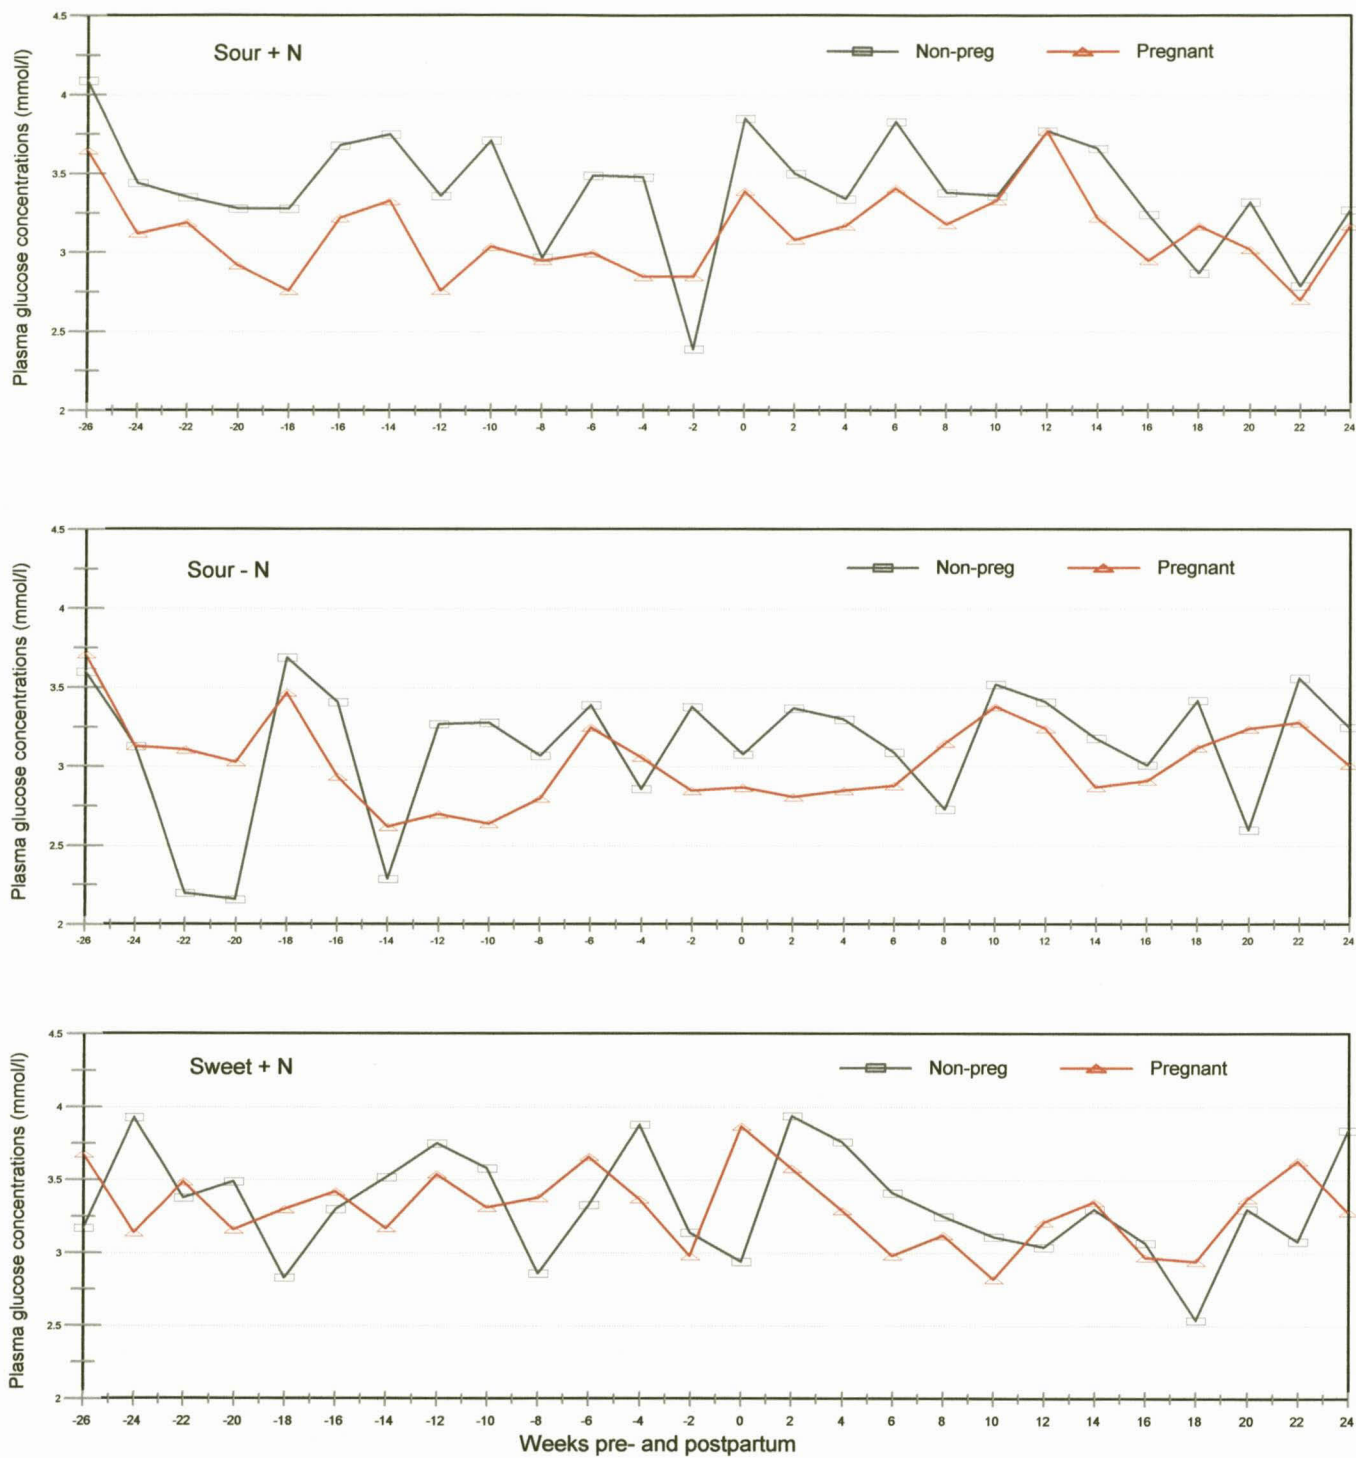 Plasma glucose concentrations (mmol/l)
Sour + N
Non-preg
Pregnant
4.5
4
3.5
3
2.5
2
-26 -24 -22 -20 -18 -16 -14 -12 -10 -8 -6 -4 -2 0 2 4 6 8 10 12 14 16 18 20 22 24
Plasma glucose concentrations (mmol/l)
Sour - N
Non-preg
Pregnant
4.5
4
3.5
3
2.5
2
-26 -24 -22 -20 -18 -16 -14 -12 -10 -8 -6 -4 -2 0 2 4 6 8 10 12 14 16 18 20 22 24
Plasma glucose concentrations (mmol/l)
Sweet + N
Non-preg
Pregnant
4.5
4
3.5
3
2.5
2
-26 -24 -22 -20 -18 -16 -14 -12 -10 -8 -6 -4 -2 0 2 4 6 8 10 12 14 16 18 20 22 24
Weeks pre- and postpartum